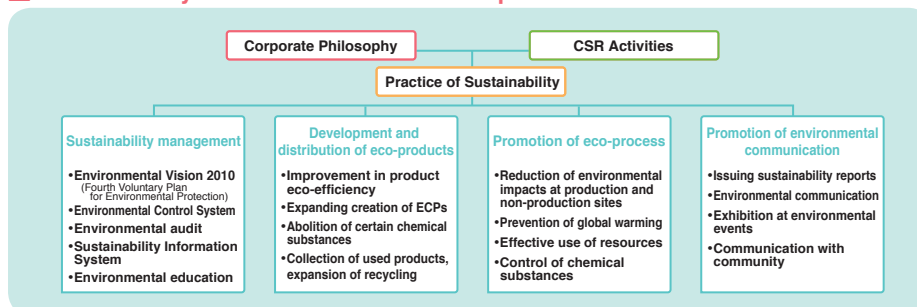 Corporate Philosophy
CSR Activities
Practice of Sustainability
Sustainability management
•Environmental Vision 2010
(Fourth Voluntary Plan
for Environmental Protection)
•Environmental Control System
•Environmental audit
•Sustainability Information
System
•Environmental education
Development and
distribution of eco-products
•Improvement in product
eco-efficiency
•Expanding creation of ECPs
•Abolition of certain chemical
substances
•Collection of used products,
expansion of recycling
Promotion of eco-process
•Reduction of environmental
impacts at production and
non-production sites
•Prevention of global warming
•Effective use of resources
•Control of chemical
substances
Promotion of environmental
communication
•Issuing sustainability reports
•Environmental communication
•Exhibition at environmental
events
•Communication with
community